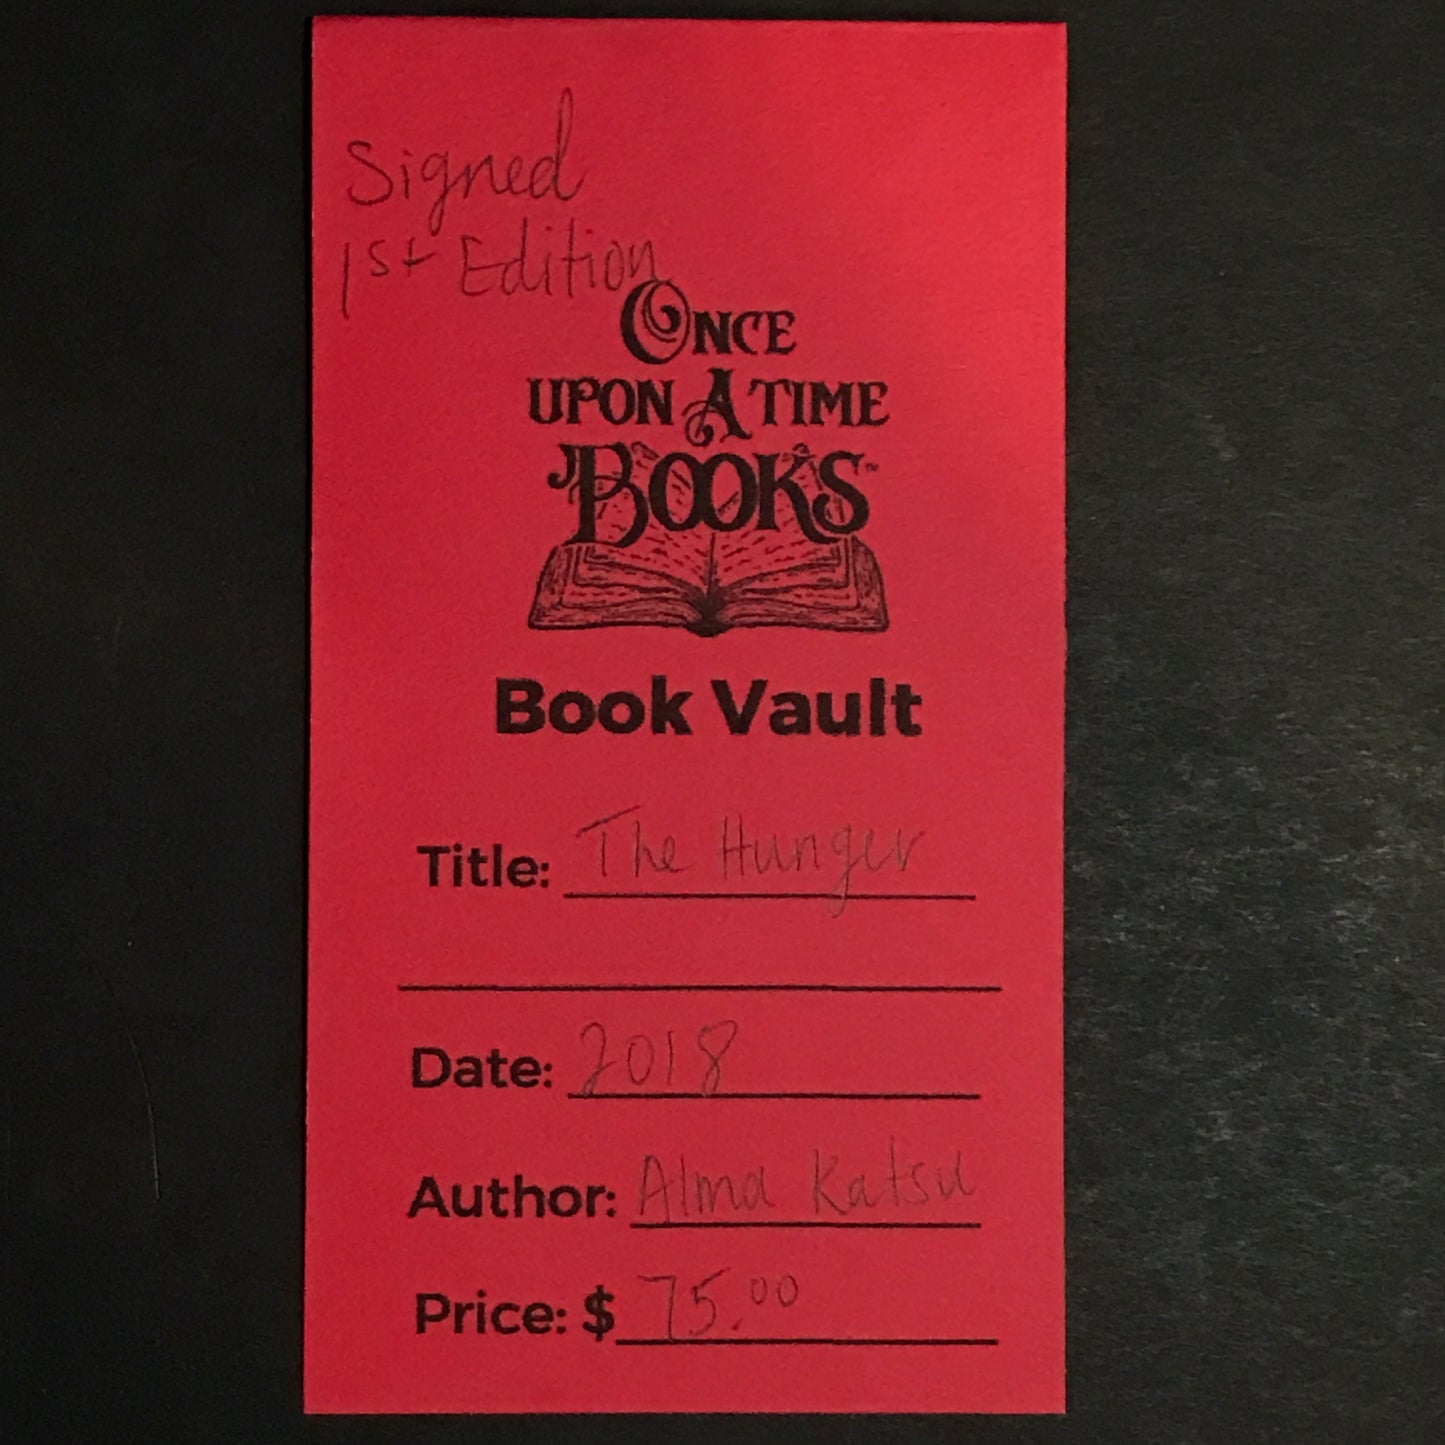 Signed
1st Edition
ONCE
UPON A TIME
BOOKS™
Book Vault
Title: The Hunger
Date: 2018
Author: Alma Katsu
Price: $ 75.00